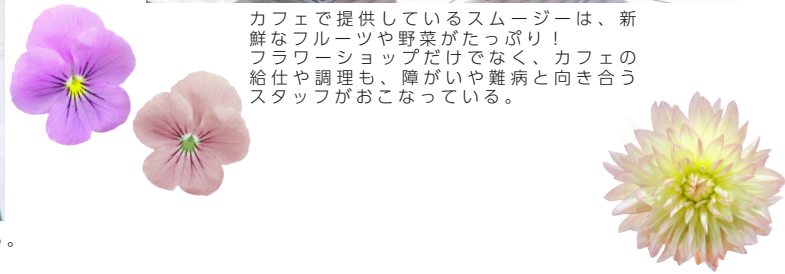 カフェで提供しているスムージーは、新
鮮なフルーツや野菜がたっぷり！
フラワーショップだけでなく、カフェの
給仕や調理も、障がいや難病と向き合う
スタッフがおこなっている。
。